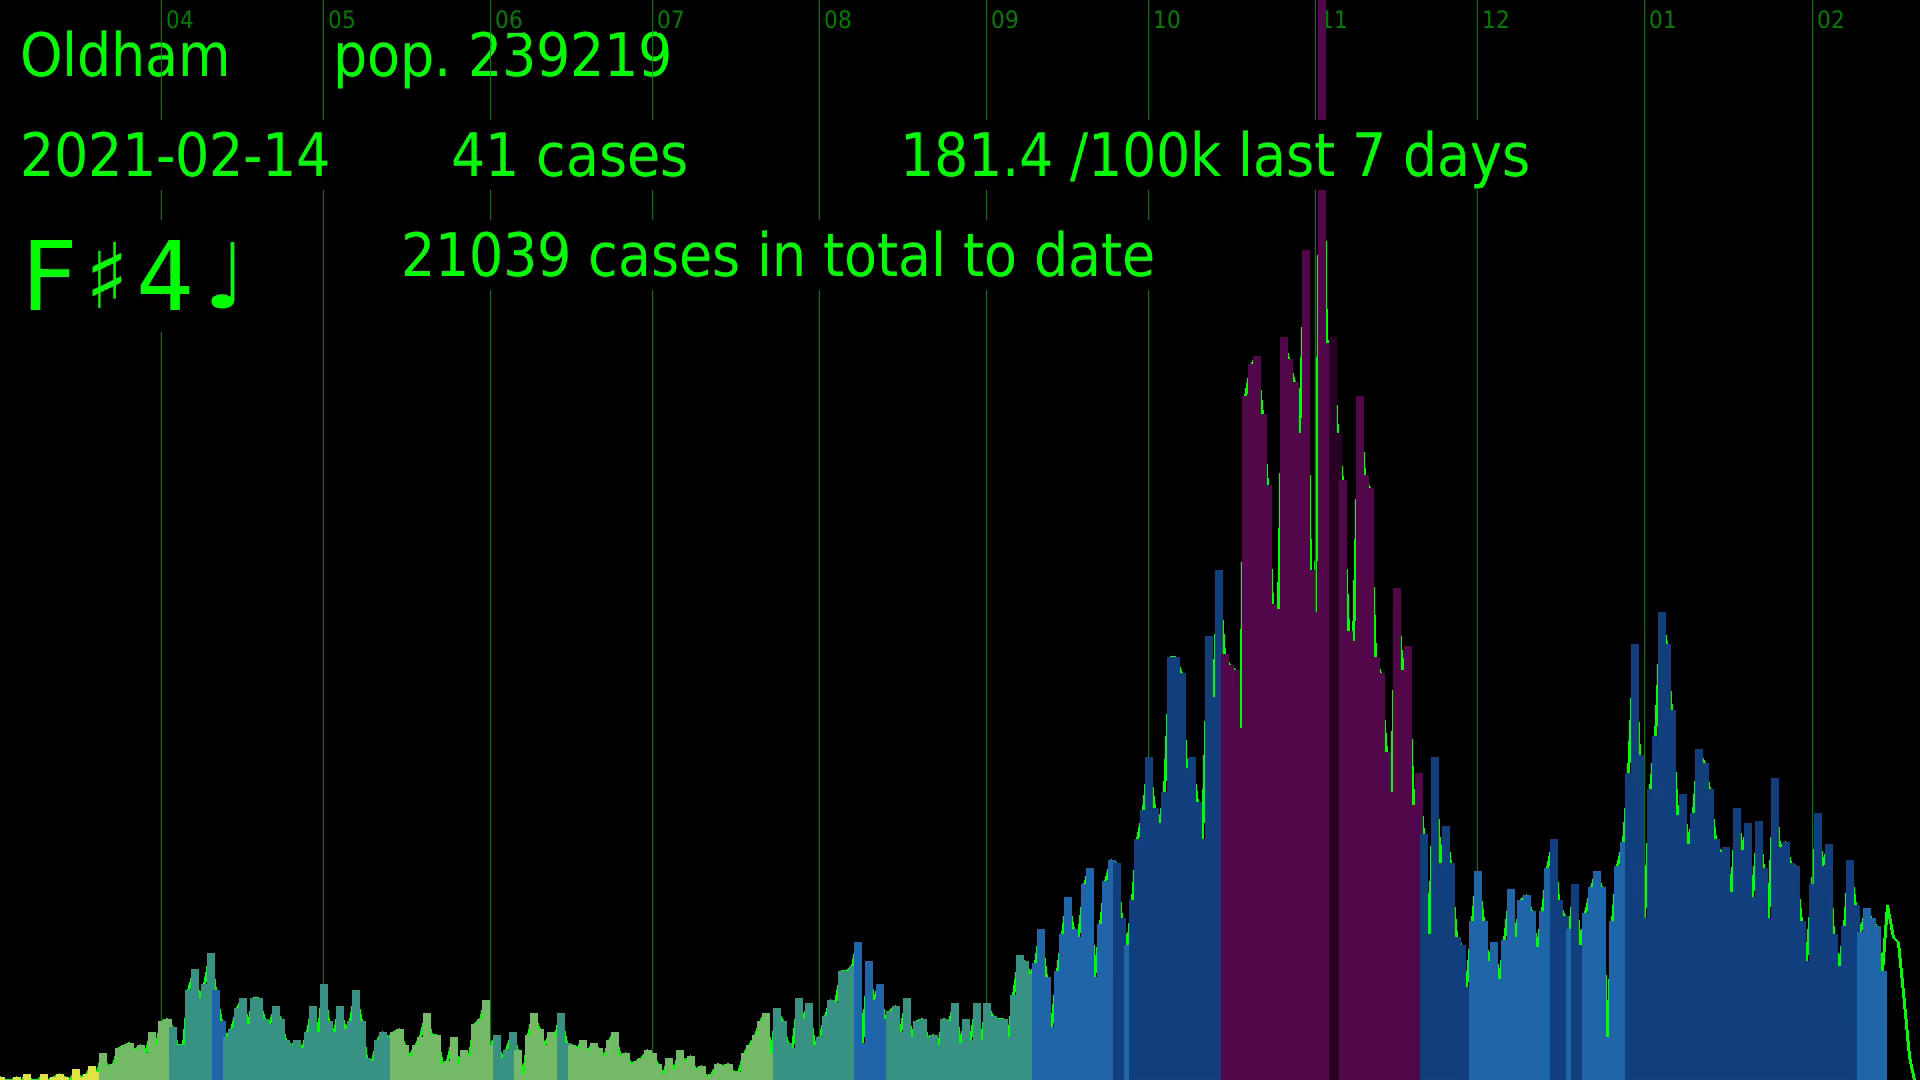 04 05 06 07 08 09 10 11 12 01 02
Oldham pop. 239219
2021-02-14 41 cases 181.4 /100k last 7 days
F♯4♩ 21039 cases in total to date